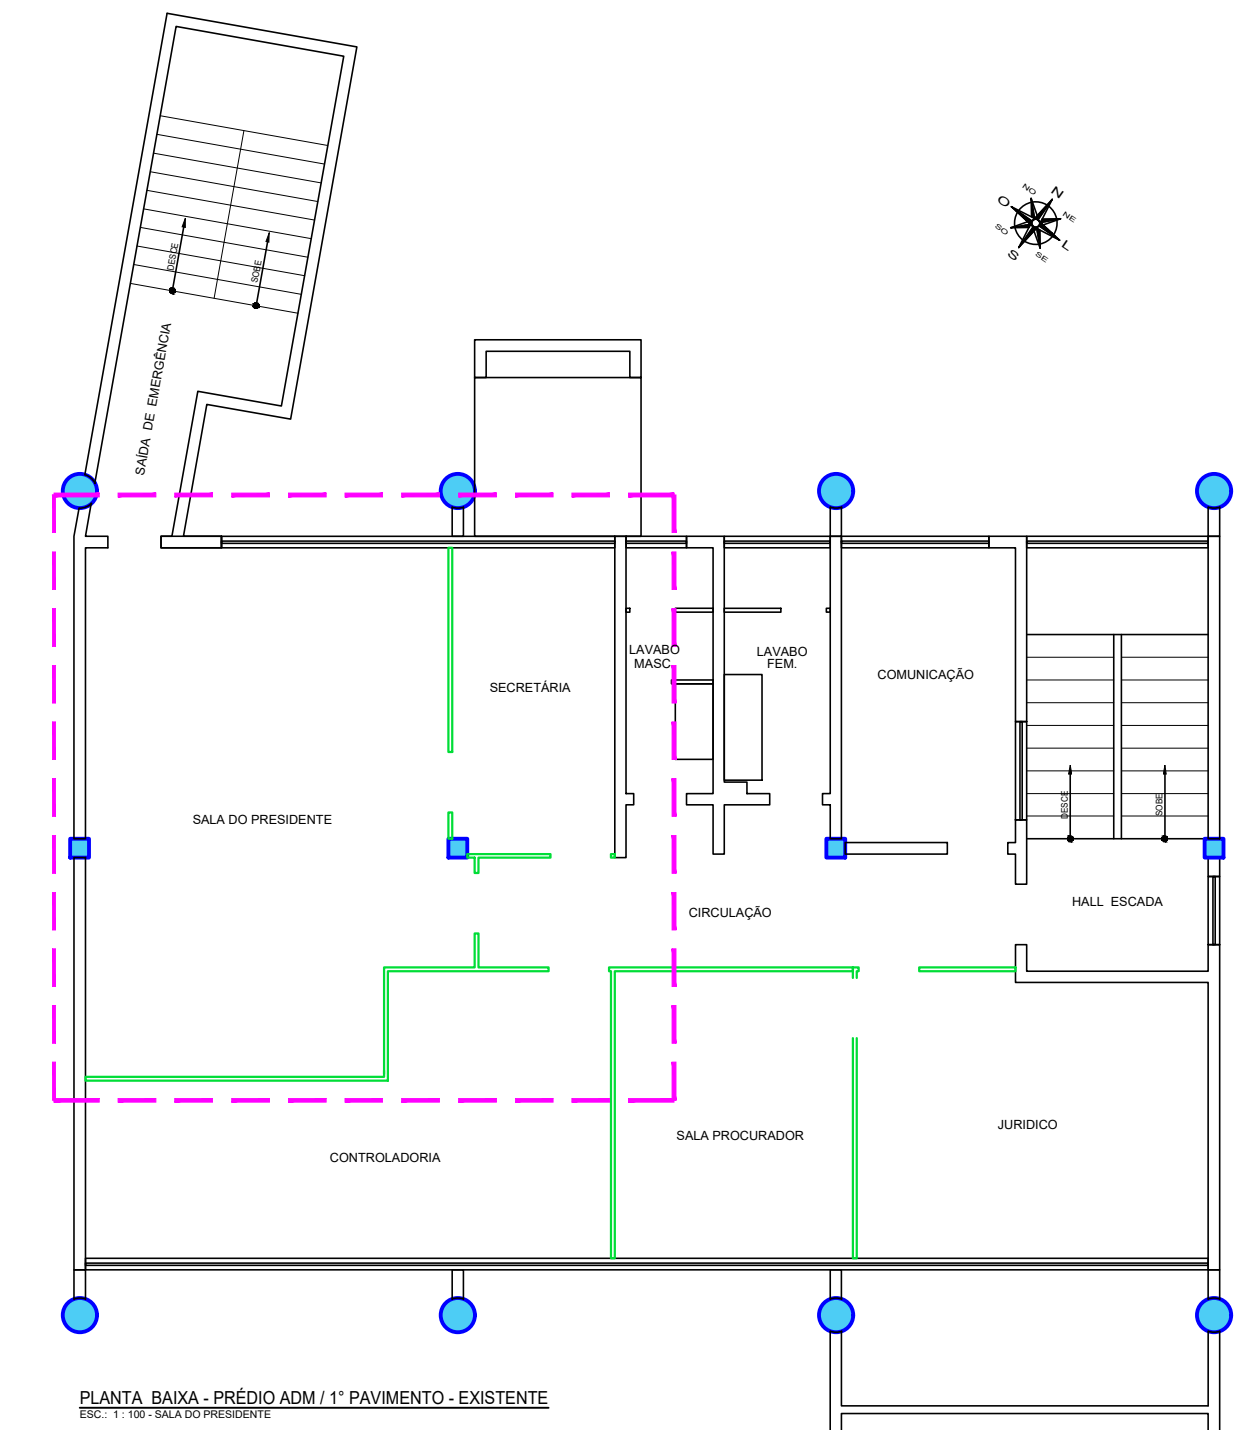 NO
N
O
NE
SO
L
S
SE
DESCE
SOBE
SAÍDA DE EMERGÊNCIA
LAVABO
MASC.
LAVABO
FEM.
COMUNICAÇÃO
SECRETÁRIA
DESCE
SOBE
SALA DO PRESIDENTE
HALL ESCADA
CIRCULAÇÃO
JURIDICO
SALA PROCURADOR
CONTROLADORIA
PLANTA BAIXA - PRÉDIO ADM / 1° PAVIMENTO - EXISTENTE
ESC.: 1 : 100 - SALA DO PRESIDENTE